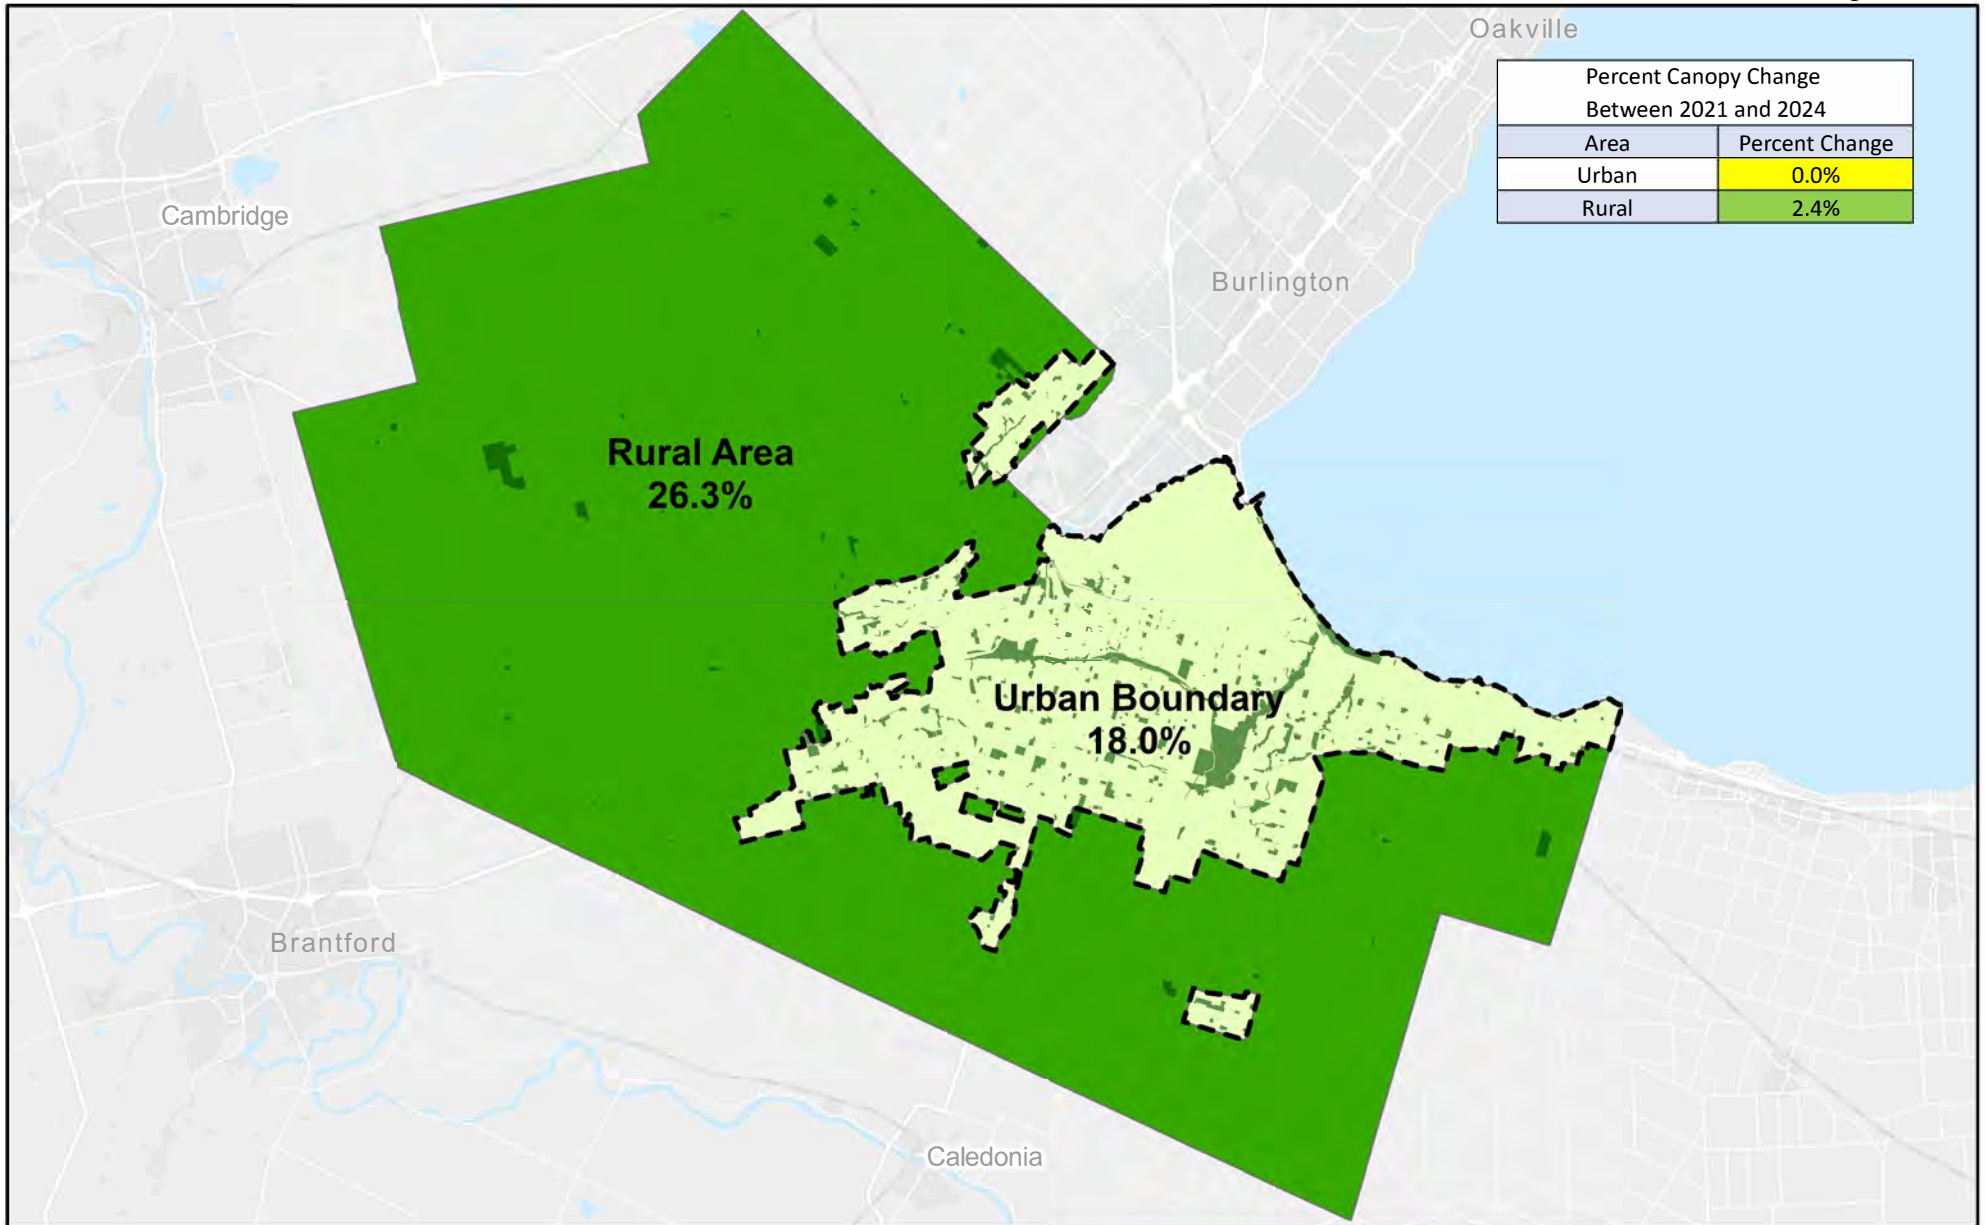 Oakville
Percent Canopy Change
Between 2021 and 2024
Area Percent Change
Urban 0.0%
Rural 2.4%
Cambridge
Burlington
Rural Area
26.3%
Urban Boundary
18.0%
Brantford
Caledonia